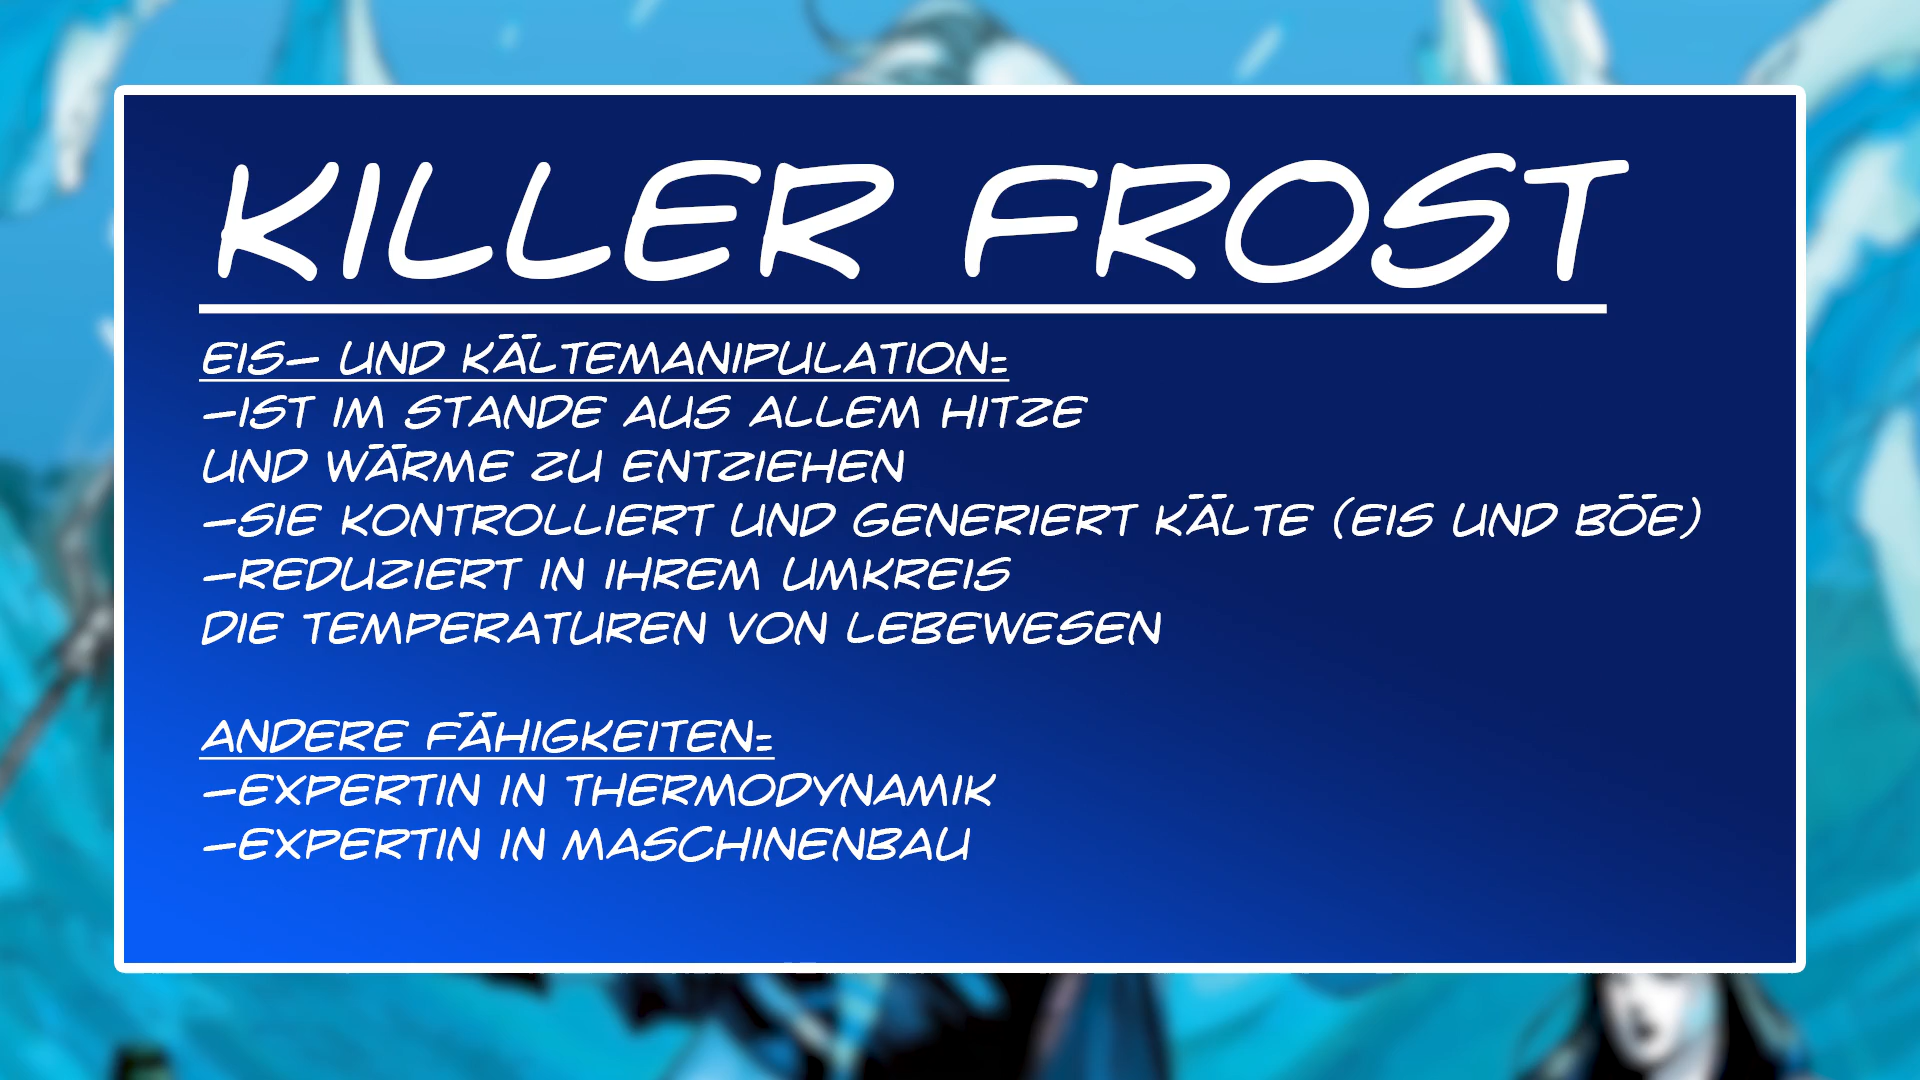 KILLER FROST
EIS- UND KÄLTEMANIPULATION:
-IST IM STANDE AUS ALLEM HITZE
UND WÄRME ZU ENTZIEHEN
-SIE KONTROLLIERT UND GENERIERT KÄLTE (EIS UND BÖE)
-REDUZIERT IN IHREM UMKREIS
DIE TEMPERATUREN VON LEBEWESEN
ANDERE FÄHIGKEITEN:
-EXPERTIN IN THERMODYNAMIK
-EXPERTIN IN MASCHINENBAU